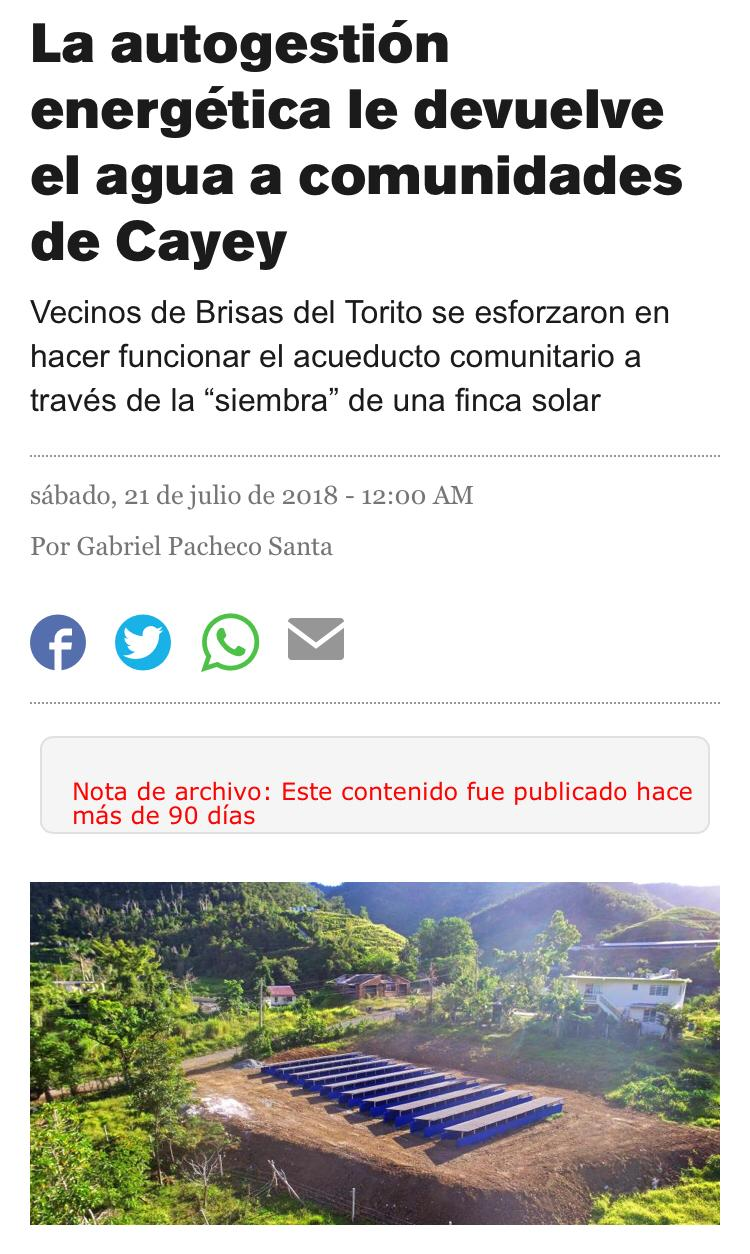 La autogestión
energética le devuelve
el agua a comunidades
de Cayey
Vecinos de Brisas del Torito se esforzaron en
hacer funcionar el acueducto comunitario a
través de la “siembra” de una finca solar
sábado, 21 de julio de 2018 - 12:00 AM
Por Gabriel Pacheco Santa
Nota de archivo: Este contenido fue publicado hace
más de 90 días